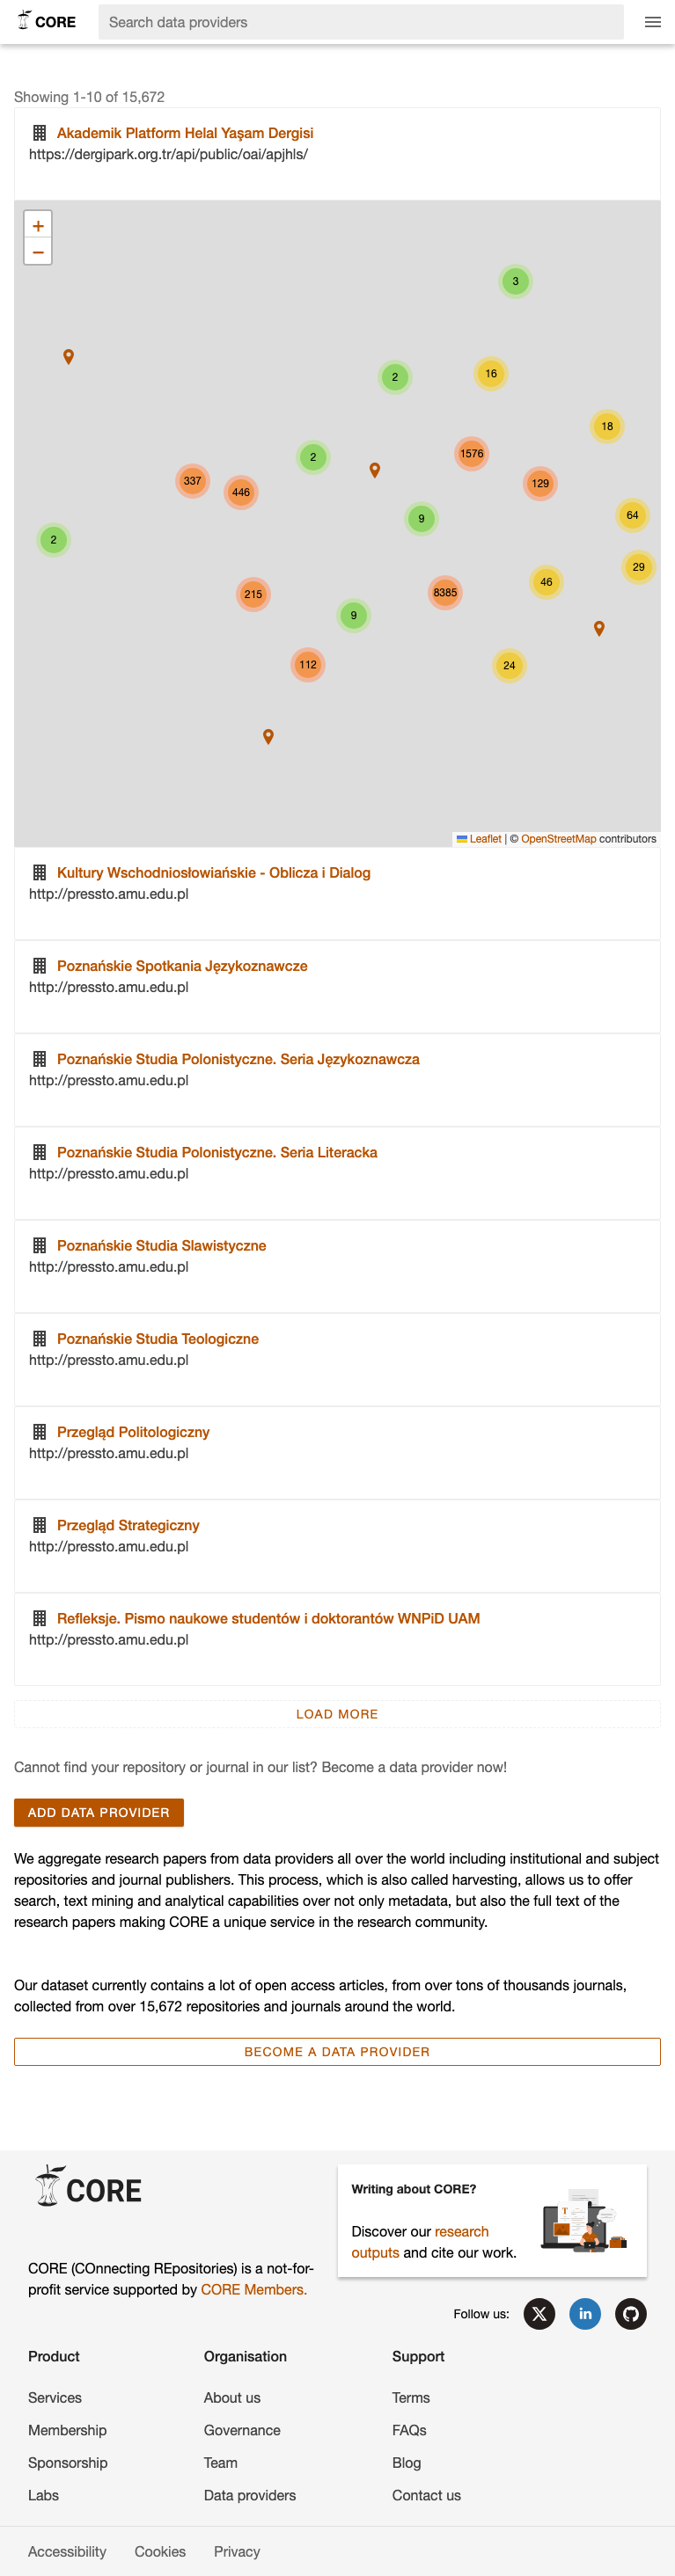 CORE
Search data providers
Showing 1-10 of 15,672
Akademik Platform Helal Yaşam Dergisi
https://dergipark.org.tr/api/public/oai/apjhls/
+
−
3
2
16
18
2
1576
337
446
129
9
64
2
29
46
215
8385
9
112
24
Leaflet | © OpenStreetMap contributors
Kultury Wschodniosłowiańskie - Oblicza i Dialog
http://pressto.amu.edu.pl
Poznańskie Spotkania Językoznawcze
http://pressto.amu.edu.pl
Poznańskie Studia Polonistyczne. Seria Językoznawcza
http://pressto.amu.edu.pl
Poznańskie Studia Polonistyczne. Seria Literacka
http://pressto.amu.edu.pl
Poznańskie Studia Slawistyczne
http://pressto.amu.edu.pl
Poznańskie Studia Teologiczne
http://pressto.amu.edu.pl
Przegląd Politologiczny
http://pressto.amu.edu.pl
Przegląd Strategiczny
http://pressto.amu.edu.pl
Refleksje. Pismo naukowe studentów i doktorantów WNPiD UAM
http://pressto.amu.edu.pl
LOAD MORE
Cannot find your repository or journal in our list? Become a data provider now!
ADD DATA PROVIDER
We aggregate research papers from data providers all over the world including institutional and subject
repositories and journal publishers. This process, which is also called harvesting, allows us to offer
search, text mining and analytical capabilities over not only metadata, but also the full text of the
research papers making CORE a unique service in the research community.
Our dataset currently contains a lot of open access articles, from over tons of thousands journals,
collected from over 15,672 repositories and journals around the world.
BECOME A DATA PROVIDER
CORE
CORE (COnnecting REpositories) is a not-for-
profit service supported by CORE Members.
Writing about CORE?
Discover our research
outputs and cite our work.
Follow us:
Product
Services
Membership
Sponsorship
Labs
Organisation
About us
Governance
Team
Data providers
Support
Terms
FAQs
Blog
Contact us
Accessibility
Cookies
Privacy